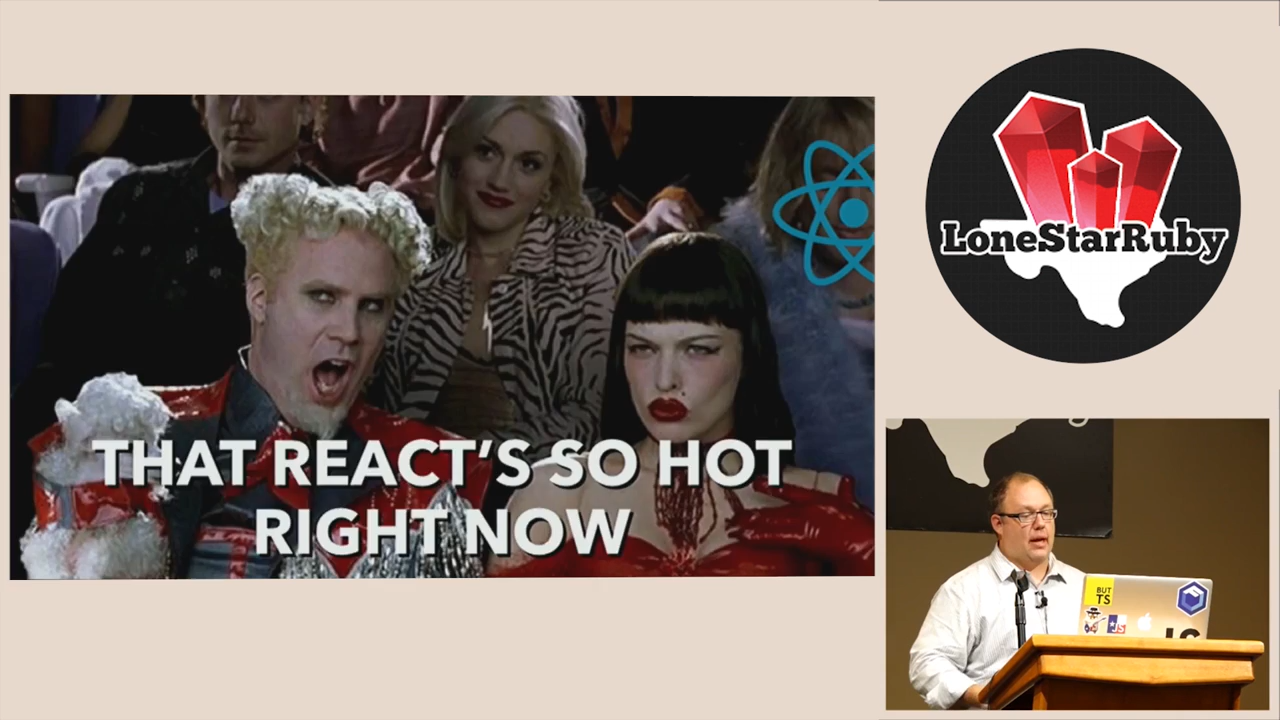 THAT REACT'S SO HOT
RIGHT NOW
LoneStarRuby
BUT
TS
JS